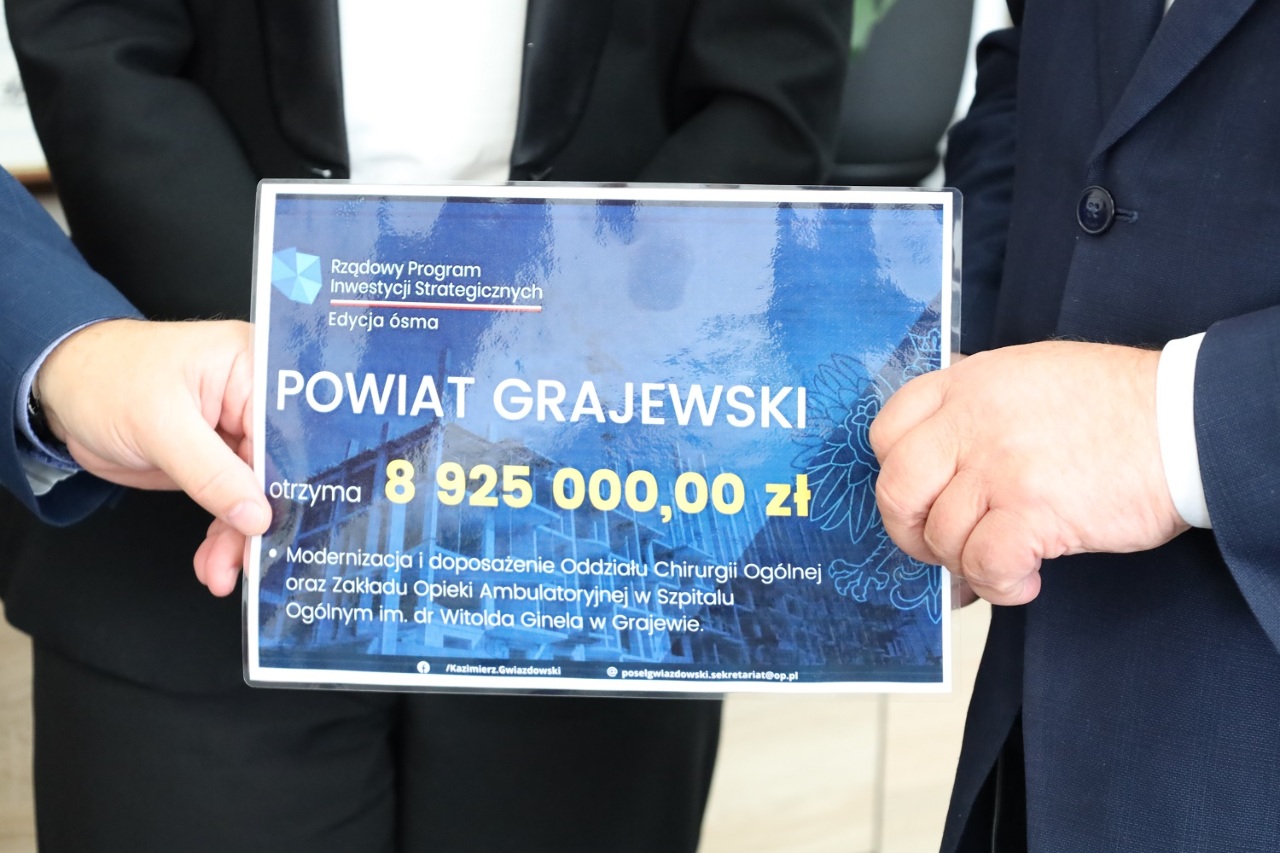 Rządowy Program
Inwestycji Strategicznych
Edycja ósma
POWIAT GRAJEWSKI
otrzyma 8 925 000,00 zł
• Modernizacja i doposażenie Oddziału Chirurgii Ogólnej
oraz Zakładu Opieki Ambulatoryjnej w Szpitalu
Ogólnym im. dr Witolda Ginela w Grajewie.
/Kazimierz.Gwiazdowski @ poselgwiazdowski.sekretariat@op.pl